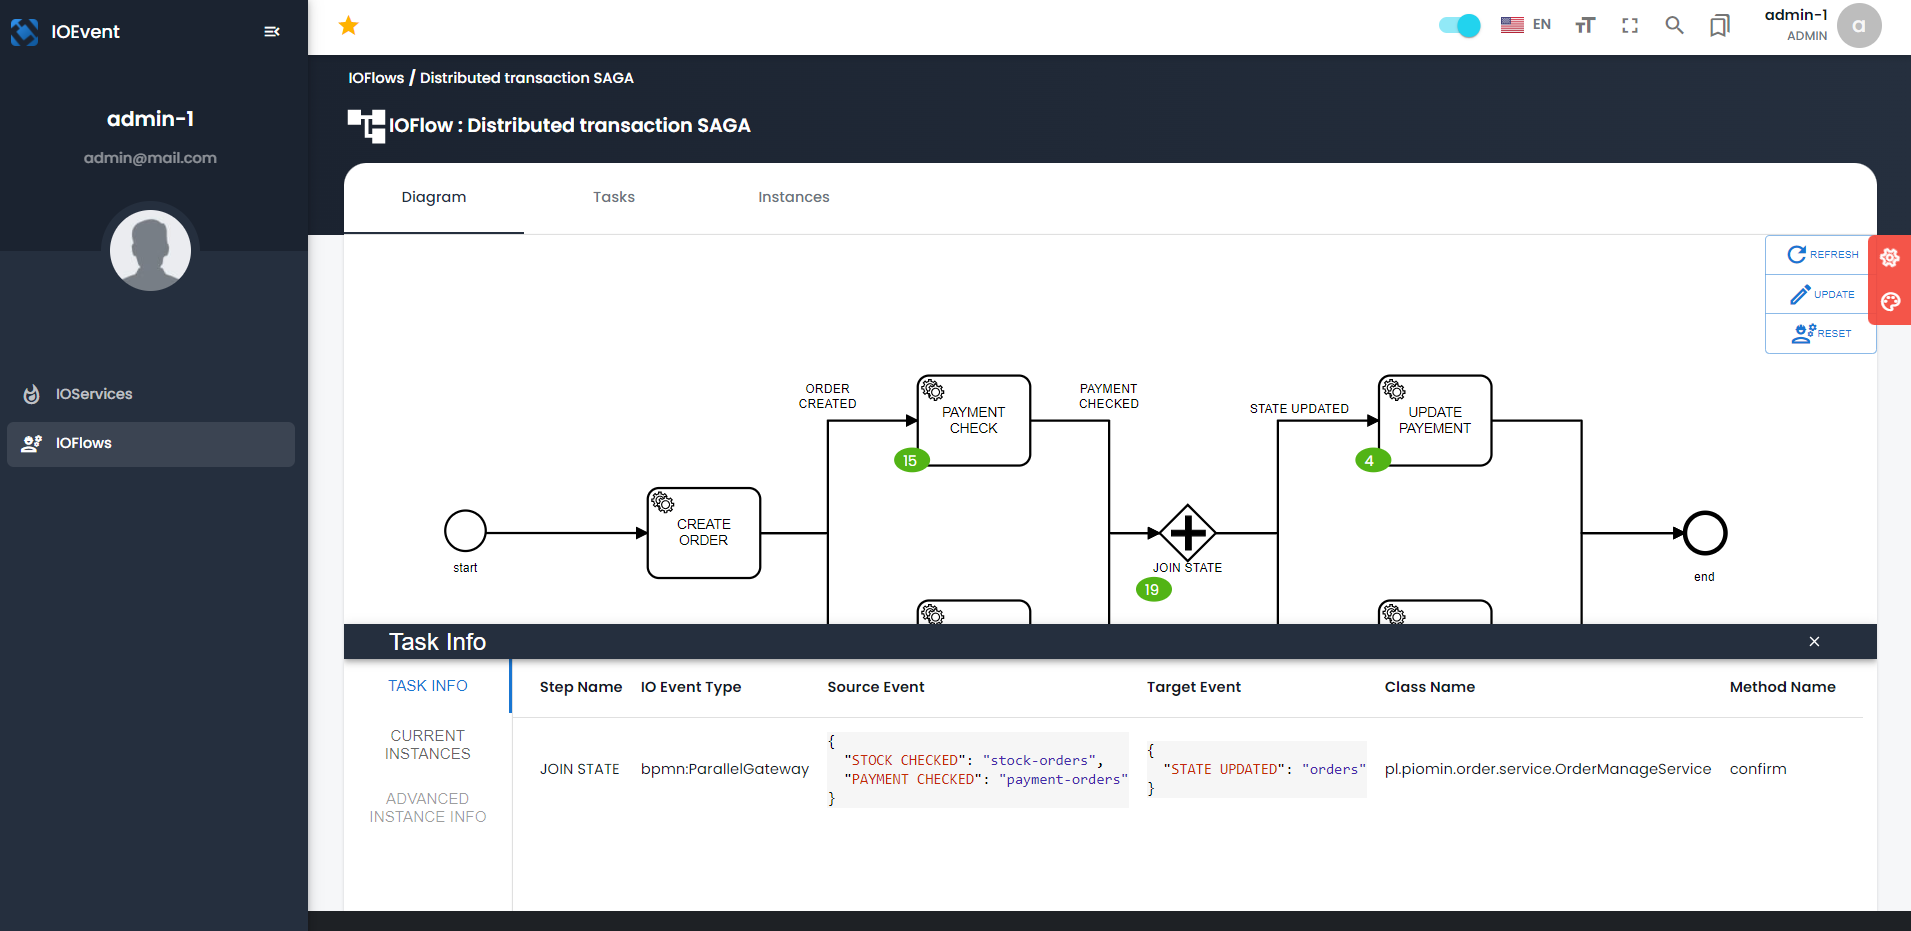 IOEvent
EN
admin-1
ADMIN
a
admin-1
admin@mail.com
IOServices
IOFlows
IOFlows / Distributed transaction SAGA
IOFlow : Distributed transaction SAGA
Diagram
Tasks
Instances
REFRESH
UPDATE
RESET
ORDER
CREATED
PAYMENT
CHECK
15
PAYMENT
CHECKED
STATE UPDATED
UPDATE
PAYEMENT
4
start
CREATE
ORDER
JOIN STATE
19
end
Task Info
TASK INFO
CURRENT
INSTANCES
ADVANCED
INSTANCE INFO
Step Name
IO Event Type
Source Event
Target Event
Class Name
Method Name
JOIN STATE
bpmn:ParallelGateway
{
"STOCK CHECKED": "stock-orders",
"PAYMENT CHECKED": "payment-orders"
}
{
"STATE UPDATED": "orders"
}
pl.piomin.order.service.OrderManageService
confirm